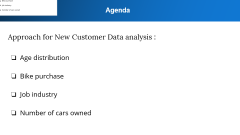 Agenda
Approach for New Customer Data analysis :
❑ Age distribution
❑ Bike purchase
❑ Job industry
❑ Number of cars owned